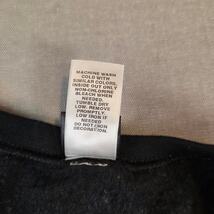 MACHINE WASH
COLD WITH
SIMILAR COLORS.
INSIDE OUT ONLY
NON-CHLORINE
BLEACH WHEN
NEEDED.
TUMBLE DRY
LOW. REMOVE
PROMPTLY.
LOW IRON IF
NEEDED DO
NOT IRON
DECORATION.